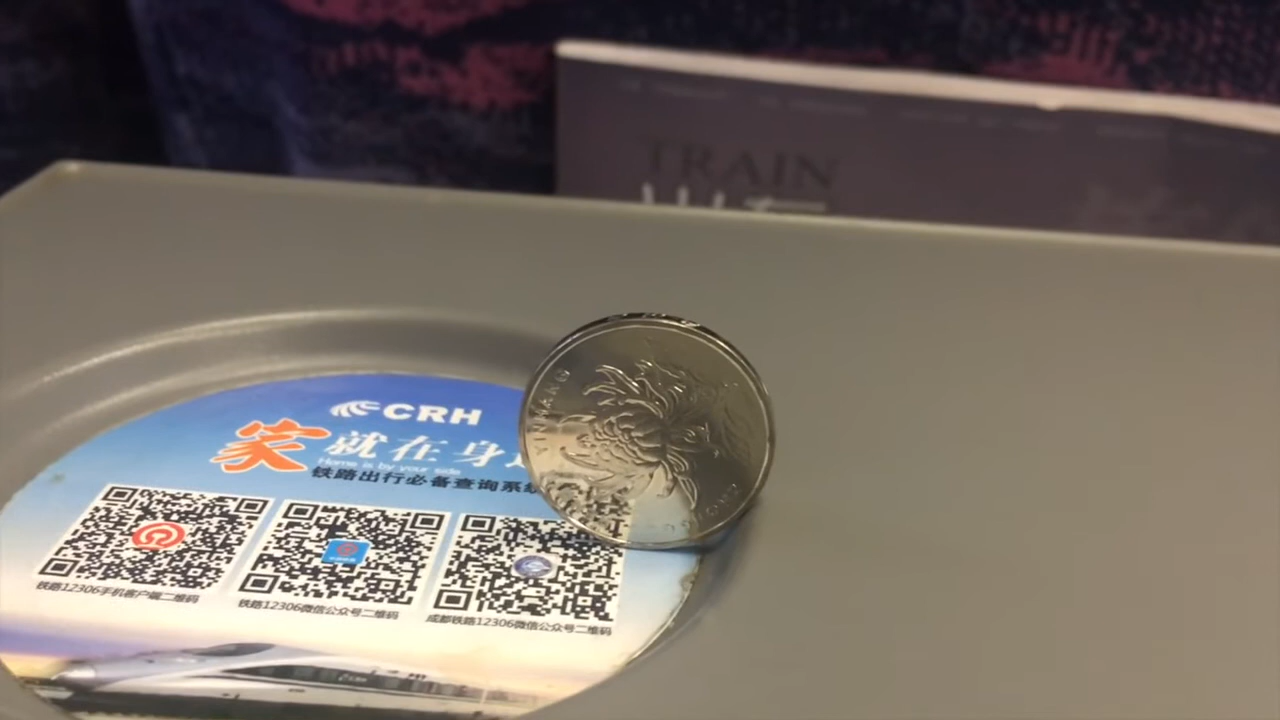 TRAIN
CRH
家就在身
Home is by your side
铁路出行必备查询系统
铁路12306手机客户端二维码
铁路12306微信公众号二维码
成都铁路12306微信公众号二维码